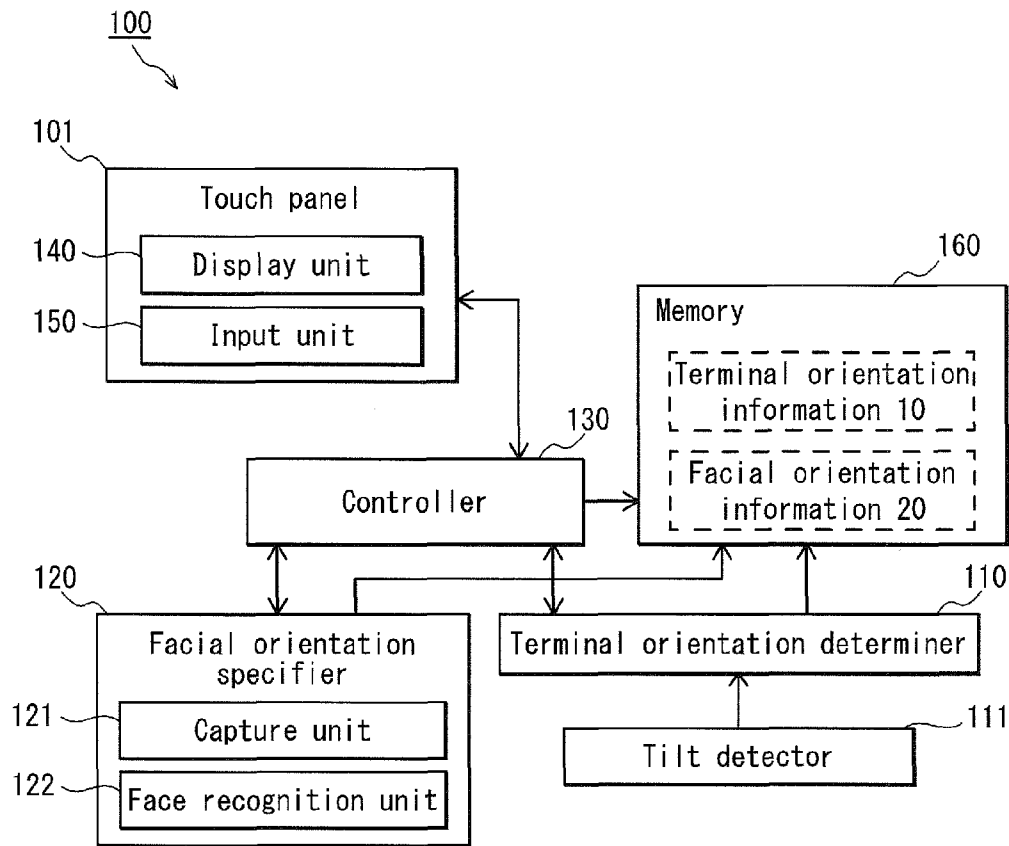 100
101
Touch panel
140
Display unit
150
Input unit
160
Memory
Terminal orientation
information 10
Facial orientation
information 20
130
Controller
120
Facial orientation
specifier
121
Capture unit
122
Face recognition unit
110
Terminal orientation determiner
111
Tilt detector